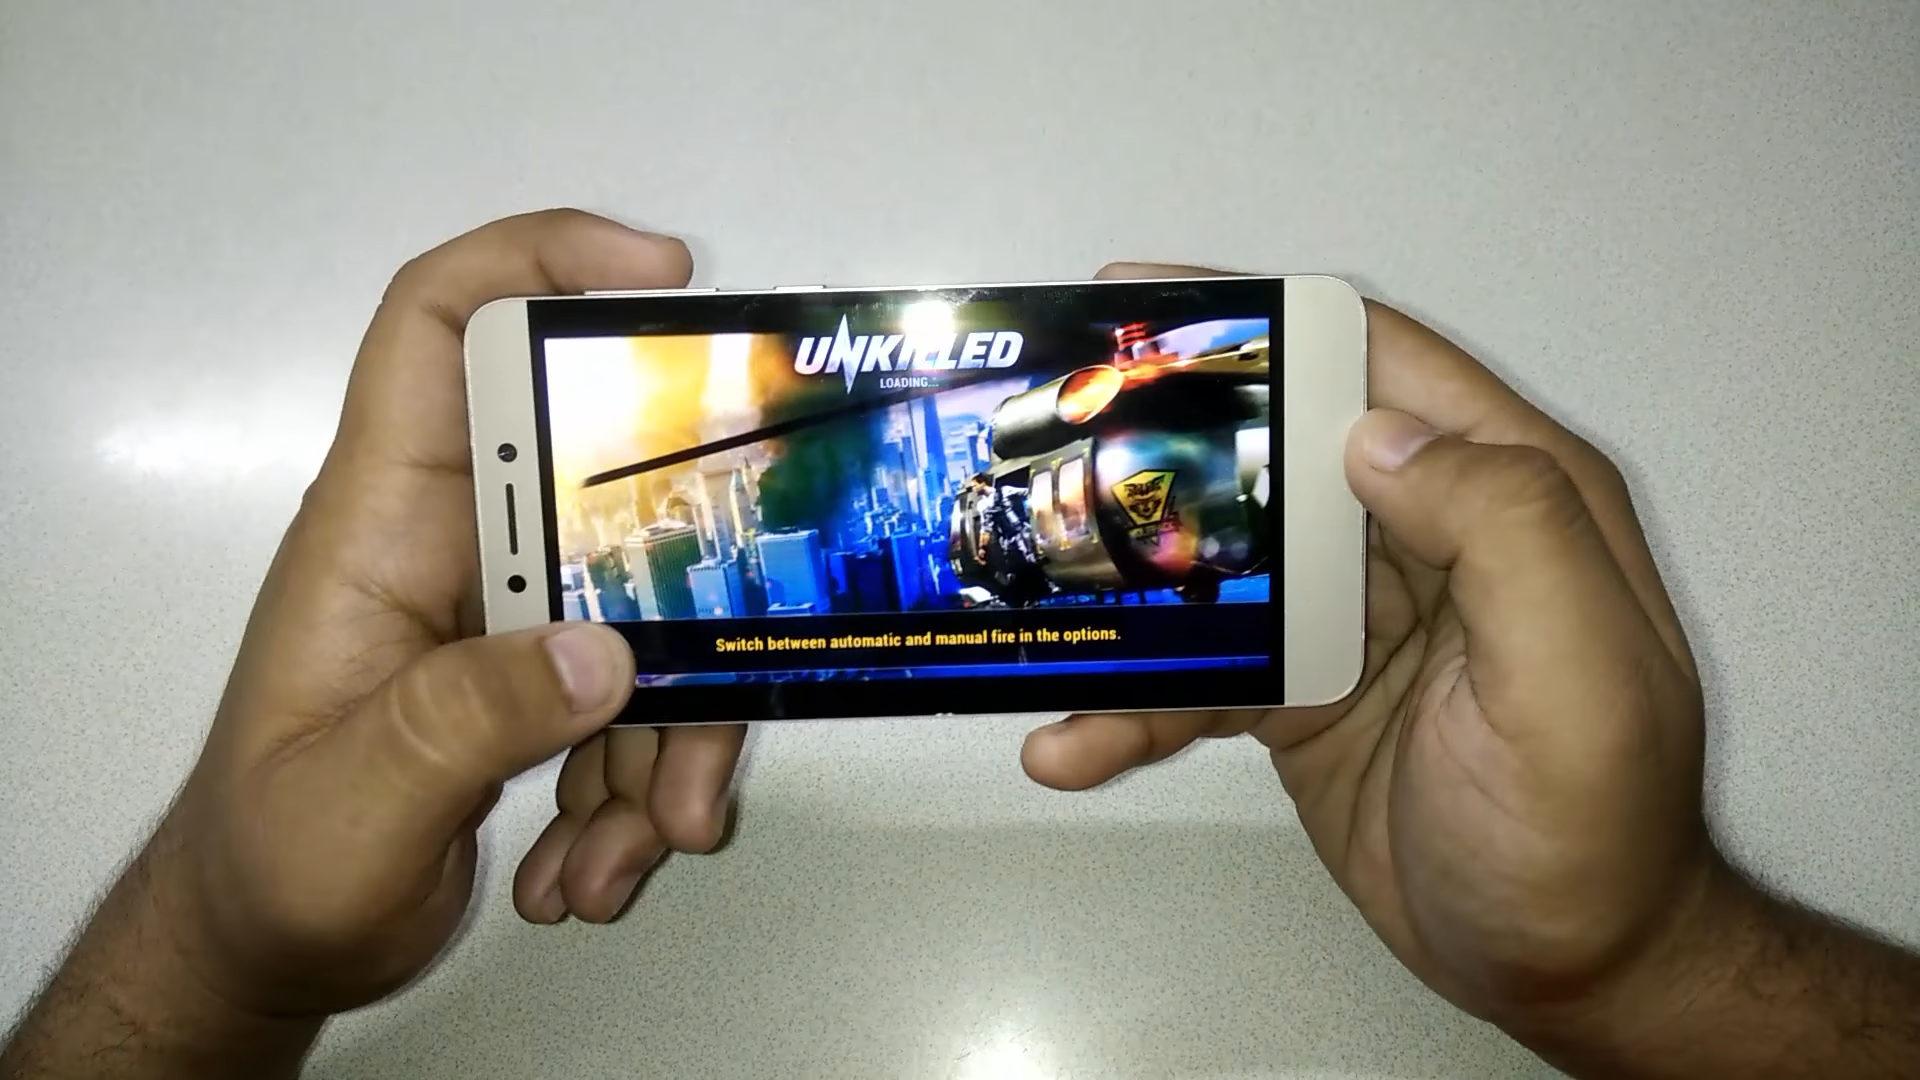 UNKILLED
LOADING...
Switch between automatic and manual fire in the options.